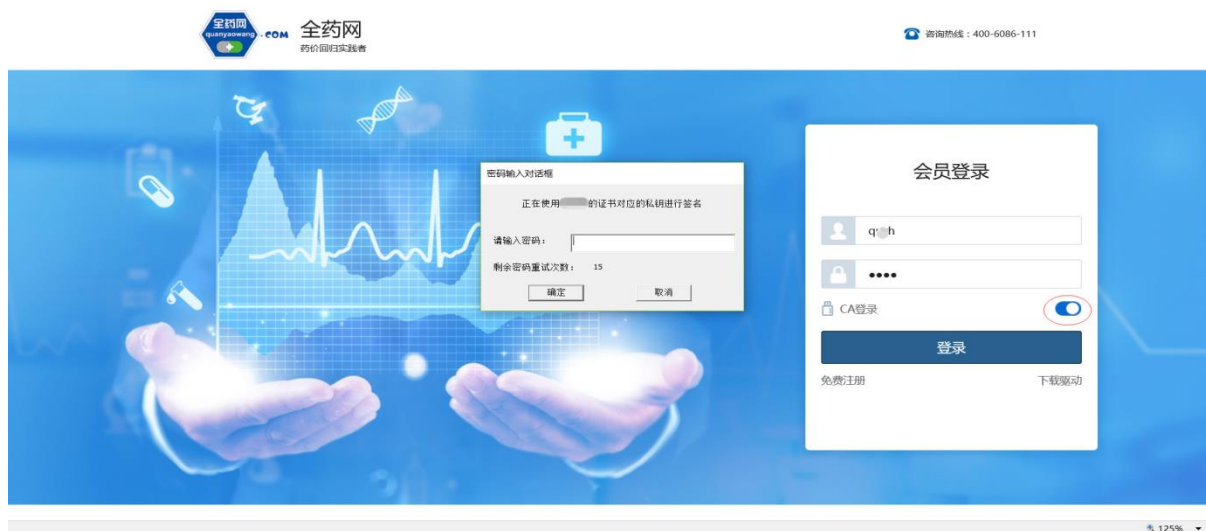 全药网
quanyaowang
.COM
全药网
药价回归实践者
咨询热线：400-6086-111
密码输入对话框
正在使用的证书对应的私钥进行签名
请输入密码：
剩余密码重试次数： 15
确定 取消
会员登录
CA登录
登录
免费注册 下载驱动
125%